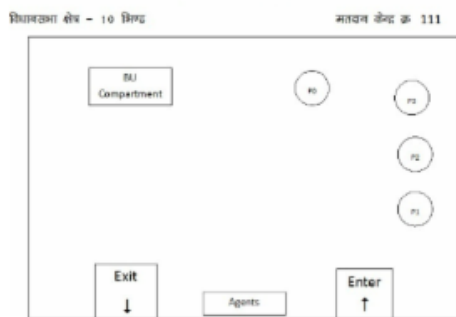 विधानसभा क्षेत्र - 10 भिण्ड
मतदान केन्द्र क्र 111
BU
Compartment
P0
P3
P2
P1
Exit
↓
Agents
Enter
↑